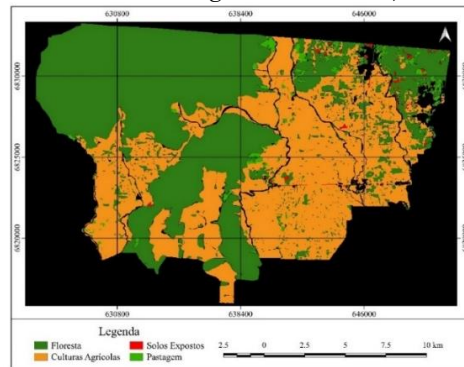 630800 638400 646000
6830000
6825000
6820000
630800 638400 646000
Legenda
Floresta Solos Expostos
Culturas Agrícolas Pastagem
2.5 0 2.5 5 7.5 10 km